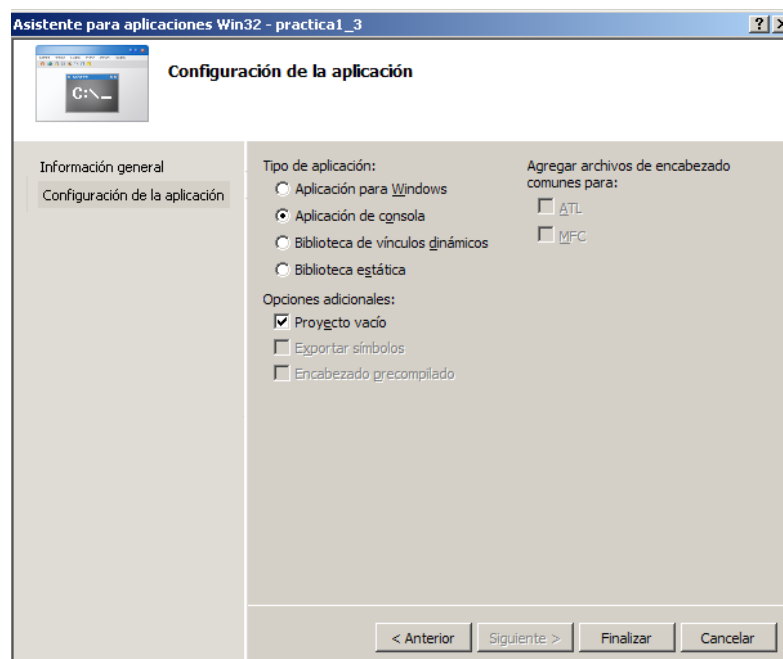 Asistente para aplicaciones Win32 - practica1_3
C:\_
Configuración de la aplicación
Información general
Configuración de la aplicación
Tipo de aplicación:
Aplicación para Windows
Aplicación de consola
Biblioteca de vínculos dinámicos
Biblioteca estática
Opciones adicionales:
Proyecto vacío
Exportar símbolos
Encabezado precompilado
Agregar archivos de encabezado
comunes para:
ATL
MFC
< Anterior
Siguiente >
Finalizar
Cancelar